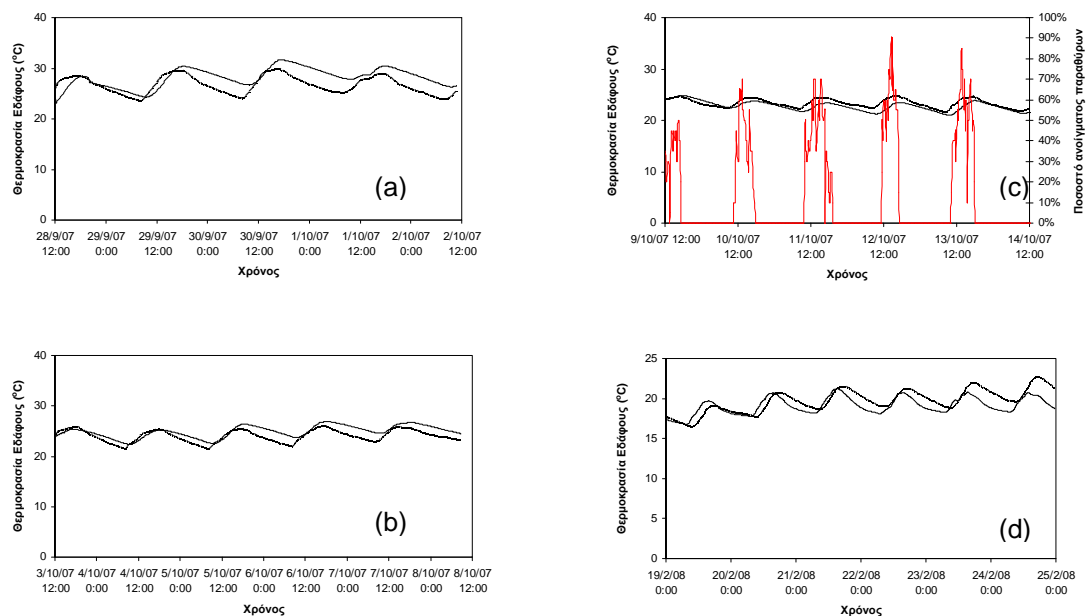 40
30
20
10
0
Θερμοκρασία Εδάφους (°C)
(a)
28/9/07 29/9/07 29/9/07 30/9/07 30/9/07 1/10/07 1/10/07 2/10/07 2/10/07
12:00 0:00 12:00 0:00 12:00 0:00 12:00 0:00 12:00
Χρόνος
40
30
20
10
0
Θερμοκρασία Εδάφους (°C)
100%
90%
80%
70%
60%
50%
40%
30%
20%
10%
0%
Ποσοστό ανοίγματος παραθύρων
(c)
9/10/07 12:00 10/10/07 11/10/07 12/10/07 13/10/07 14/10/07
12:00 12:00 12:00 12:00 12:00
Χρόνος
40
30
20
10
0
Θερμοκρασία Εδάφους (°C)
(b)
3/10/07 4/10/07 4/10/07 5/10/07 5/10/07 6/10/07 6/10/07 7/10/07 7/10/07 8/10/07 8/10/07
12:00 0:00 12:00 0:00 12:00 0:00 12:00 0:00 12:00 0:00 12:00
Χρόνος
25
20
15
10
5
0
Θερμοκρασία Εδάφους (°C)
(d)
19/2/08 20/2/08 21/2/08 22/2/08 23/2/08 24/2/08 25/2/08
0:00 0:00 0:00 0:00 0:00 0:00 0:00
Χρόνος